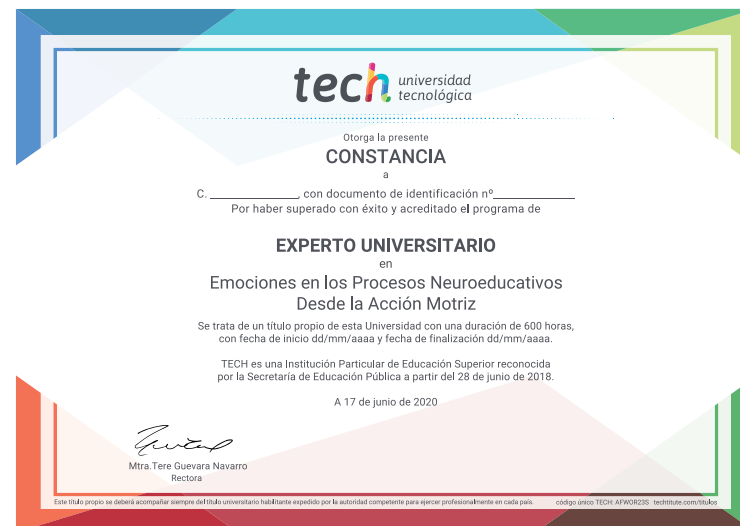 tech universidad
tecnológica
Otorga la presente
CONSTANCIA
a
C. ______________, con documento de identificación nº______________
Por haber superado con éxito y acreditado el programa de
EXPERTO UNIVERSITARIO
en
Emociones en los Procesos Neuroeducativos
Desde la Acción Motriz
Se trata de un título propio de esta Universidad con una duración de 600 horas,
con fecha de inicio dd/mm/aaaa y fecha de finalización dd/mm/aaaa.
TECH es una Institución Particular de Educación Superior reconocida
por la Secretaría de Educación Pública a partir del 28 de junio de 2018.
A 17 de junio de 2020
Mtra.Tere Guevara Navarro
Rectora
Este título propio se deberá acompañar siempre del título universitario habilitante expedido por la autoridad competente para ejercer profesionalmente en cada país. código único TECH: AFWOR23S techtitute.com/titulos